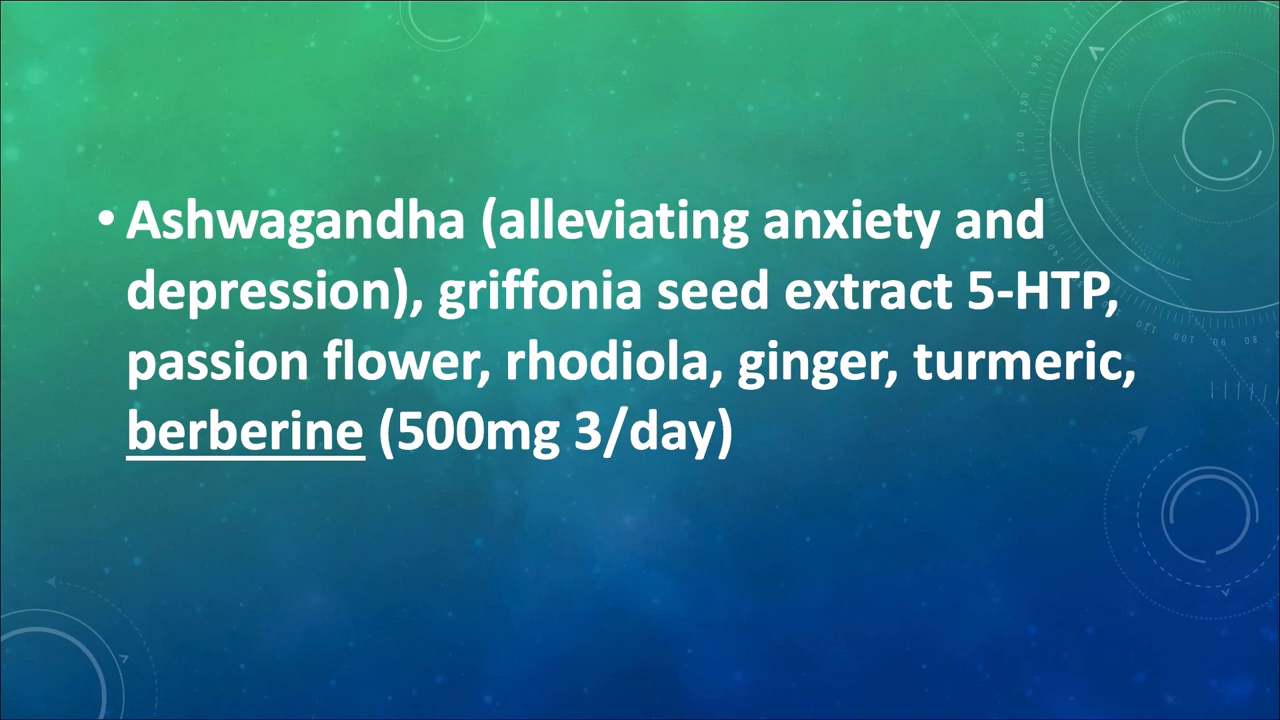 • Ashwagandha (alleviating anxiety and
depression), griffonia seed extract 5-HTP,
passion flower, rhodiola, ginger, turmeric,
berberine (500mg 3/day)